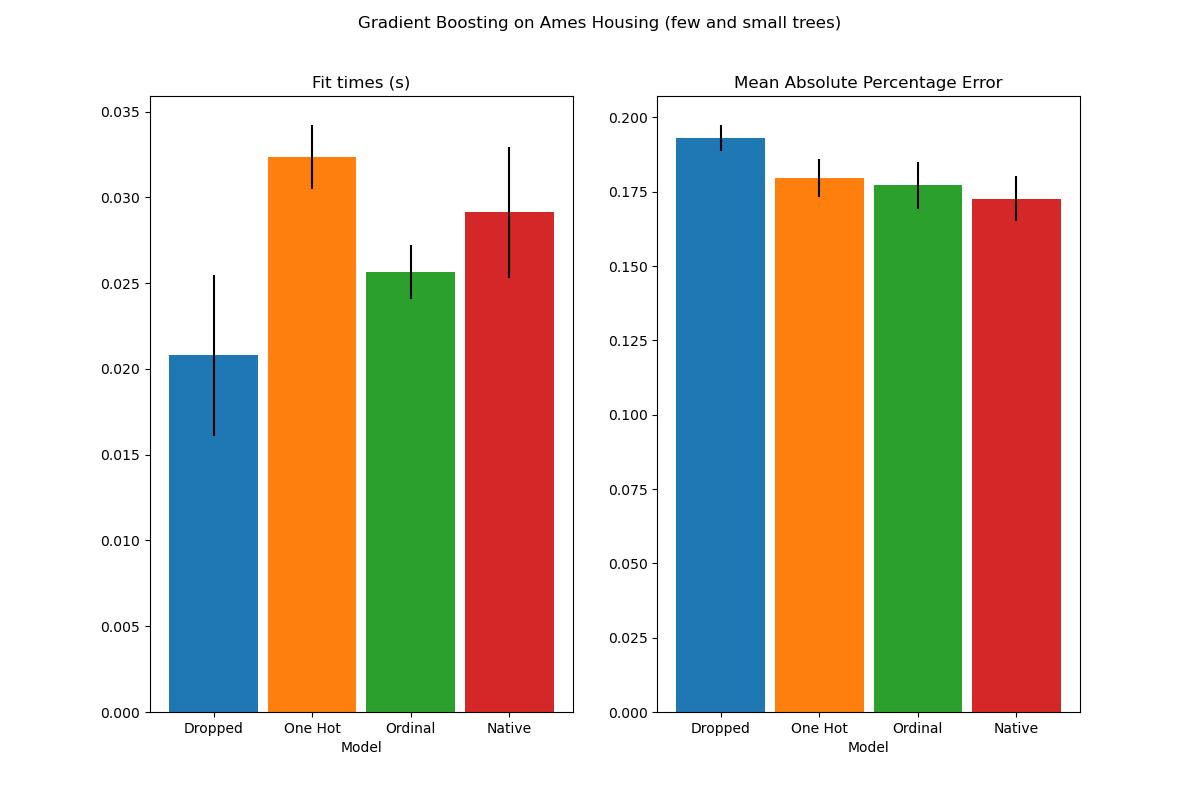 Gradient Boosting on Ames Housing (few and small trees)
Fit times (s)
0.035
0.030
0.025
0.020
0.015
0.010
0.005
0.000
Dropped One Hot Ordinal Native
Model
Mean Absolute Percentage Error
0.200
0.175
0.150
0.125
0.100
0.075
0.050
0.025
0.000
Dropped One Hot Ordinal Native
Model